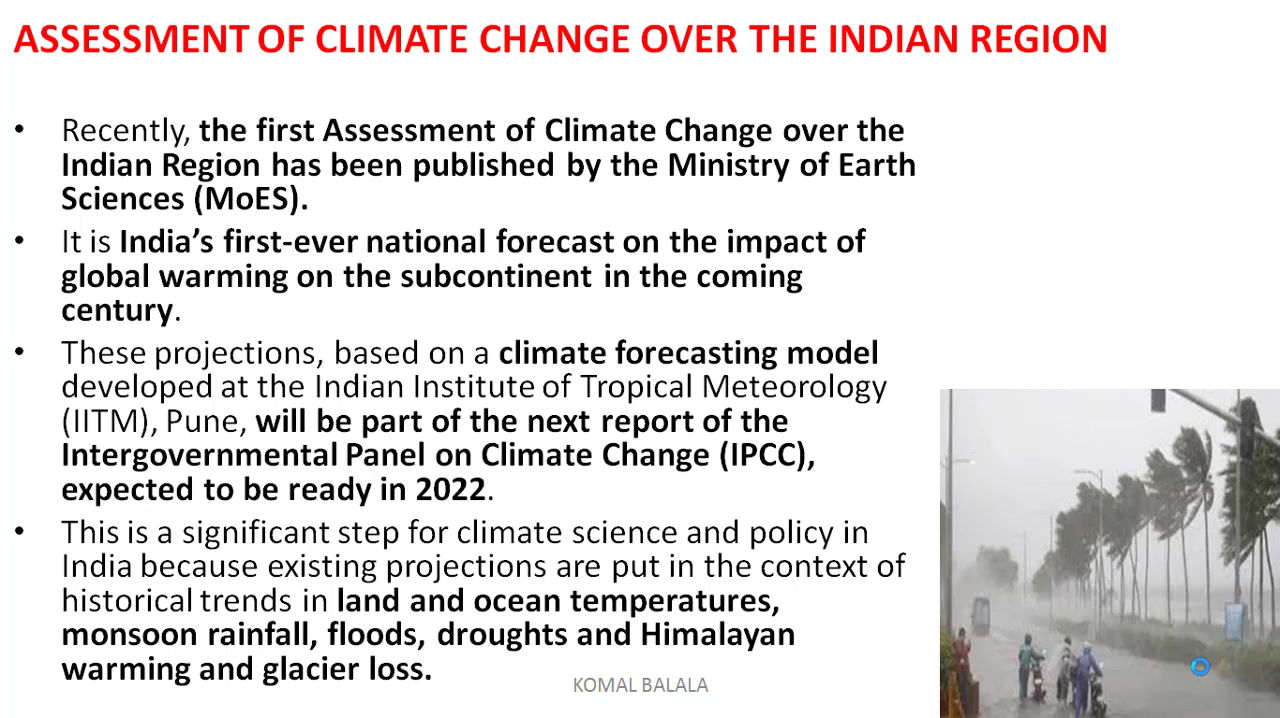 ASSESSMENT OF CLIMATE CHANGE OVER THE INDIAN REGION
• Recently, the first Assessment of Climate Change over the
Indian Region has been published by the Ministry of Earth
Sciences (MoES).
• It is India’s first-ever national forecast on the impact of
global warming on the subcontinent in the coming
century.
• These projections, based on a climate forecasting model
developed at the Indian Institute of Tropical Meteorology
(IITM), Pune, will be part of the next report of the
Intergovernmental Panel on Climate Change (IPCC),
expected to be ready in 2022.
• This is a significant step for climate science and policy in
India because existing projections are put in the context of
historical trends in land and ocean temperatures,
monsoon rainfall, floods, droughts and Himalayan
warming and glacier loss.
KOMAL BALALA